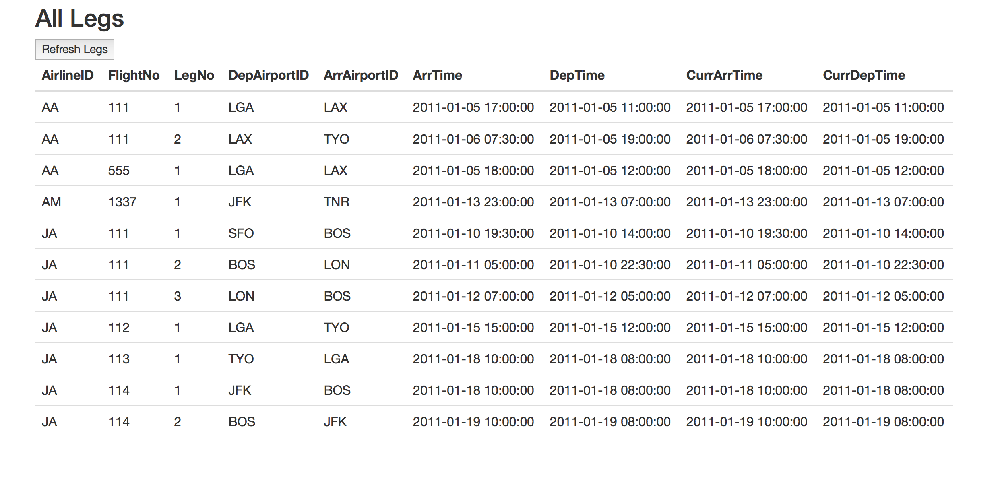 All Legs
Refresh Legs
AirlineID FlightNo LegNo DepAirportID ArrAirportID ArrTime DepTime CurrArrTime CurrDepTime
AA 111 1 LGA LAX 2011-01-05 17:00:00 2011-01-05 11:00:00 2011-01-05 17:00:00 2011-01-05 11:00:00
AA 111 2 LAX TYO 2011-01-06 07:30:00 2011-01-05 19:00:00 2011-01-06 07:30:00 2011-01-05 19:00:00
AA 555 1 LGA LAX 2011-01-05 18:00:00 2011-01-05 12:00:00 2011-01-05 18:00:00 2011-01-05 12:00:00
AM 1337 1 JFK TNR 2011-01-13 23:00:00 2011-01-13 07:00:00 2011-01-13 23:00:00 2011-01-13 07:00:00
JA 111 1 SFO BOS 2011-01-10 19:30:00 2011-01-10 14:00:00 2011-01-10 19:30:00 2011-01-10 14:00:00
JA 111 2 BOS LON 2011-01-11 05:00:00 2011-01-10 22:30:00 2011-01-11 05:00:00 2011-01-10 22:30:00
JA 111 3 LON BOS 2011-01-12 07:00:00 2011-01-12 05:00:00 2011-01-12 07:00:00 2011-01-12 05:00:00
JA 112 1 LGA TYO 2011-01-15 15:00:00 2011-01-15 12:00:00 2011-01-15 15:00:00 2011-01-15 12:00:00
JA 113 1 TYO LGA 2011-01-18 10:00:00 2011-01-18 08:00:00 2011-01-18 10:00:00 2011-01-18 08:00:00
JA 114 1 JFK BOS 2011-01-18 10:00:00 2011-01-18 08:00:00 2011-01-18 10:00:00 2011-01-18 08:00:00
JA 114 2 BOS JFK 2011-01-19 10:00:00 2011-01-19 08:00:00 2011-01-19 10:00:00 2011-01-19 08:00:00